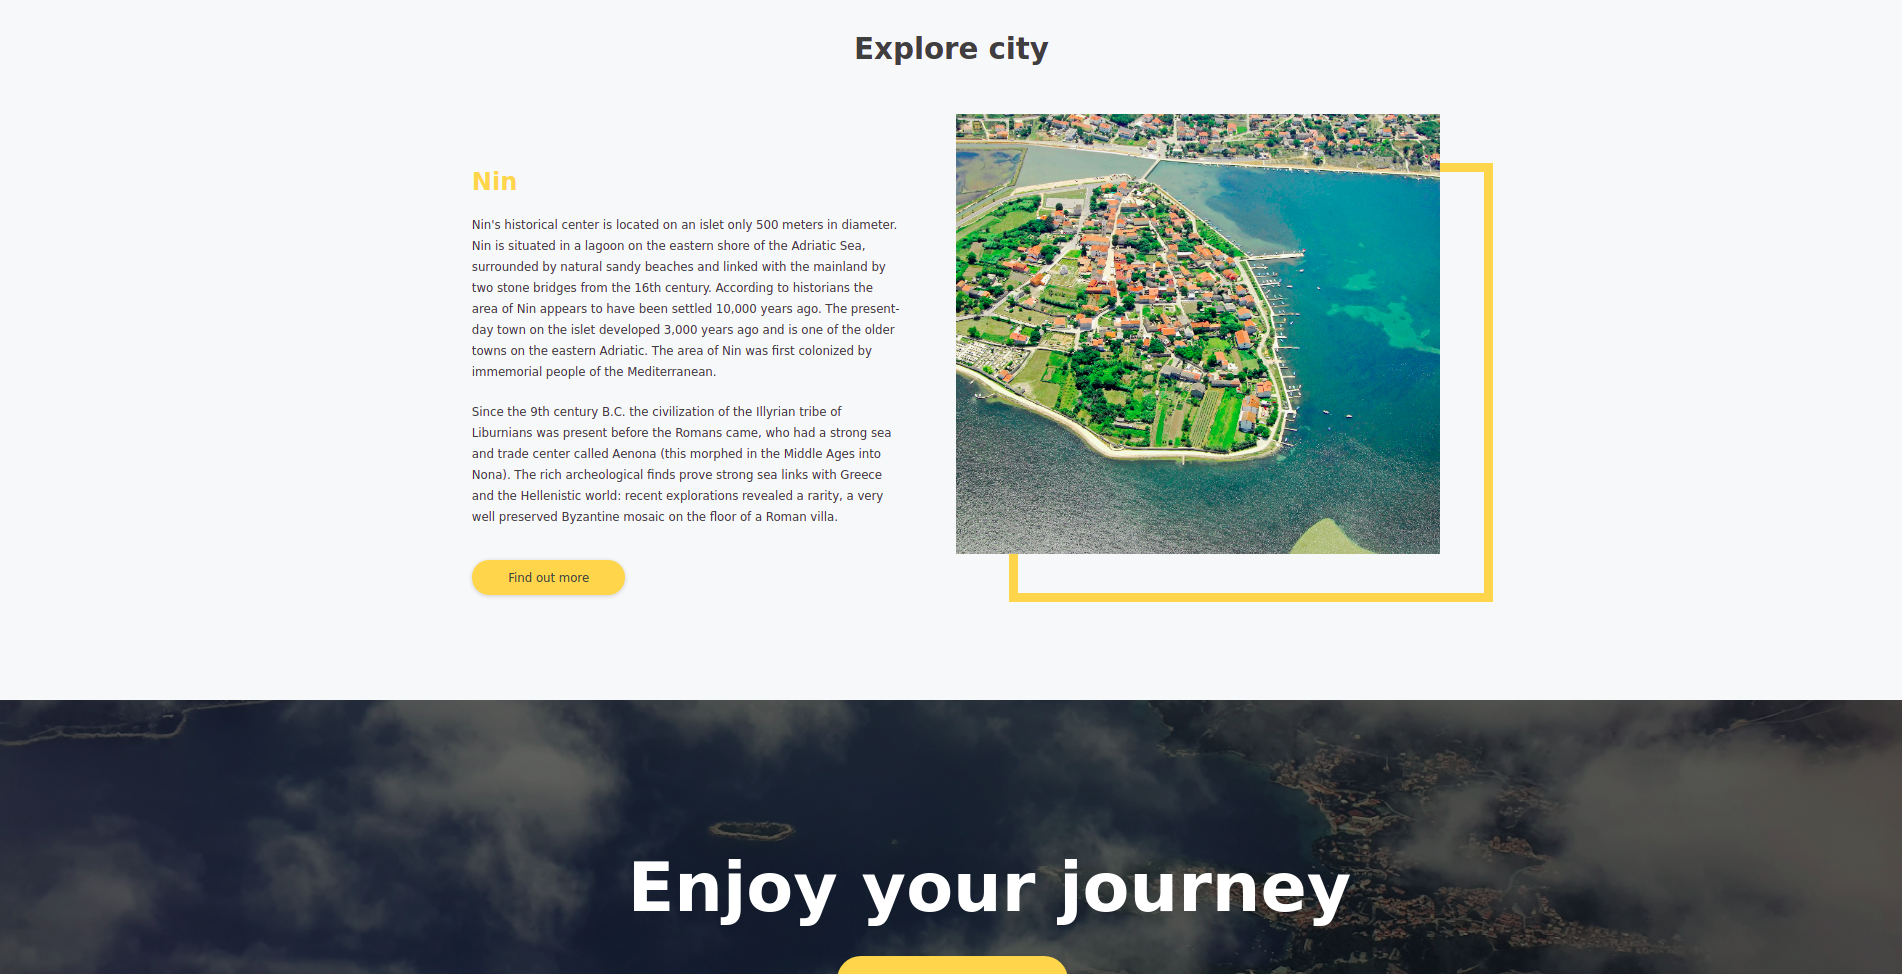 Explore city
Nin
Nin's historical center is located on an islet only 500 meters in diameter.
Nin is situated in a lagoon on the eastern shore of the Adriatic Sea,
surrounded by natural sandy beaches and linked with the mainland by
two stone bridges from the 16th century. According to historians the
area of Nin appears to have been settled 10,000 years ago. The present-
day town on the islet developed 3,000 years ago and is one of the older
towns on the eastern Adriatic. The area of Nin was first colonized by
immemorial people of the Mediterranean.
Since the 9th century B.C. the civilization of the Illyrian tribe of
Liburnians was present before the Romans came, who had a strong sea
and trade center called Aenona (this morphed in the Middle Ages into
Nona). The rich archeological finds prove strong sea links with Greece
and the Hellenistic world: recent explorations revealed a rarity, a very
well preserved Byzantine mosaic on the floor of a Roman villa.
Find out more
Enjoy your journey